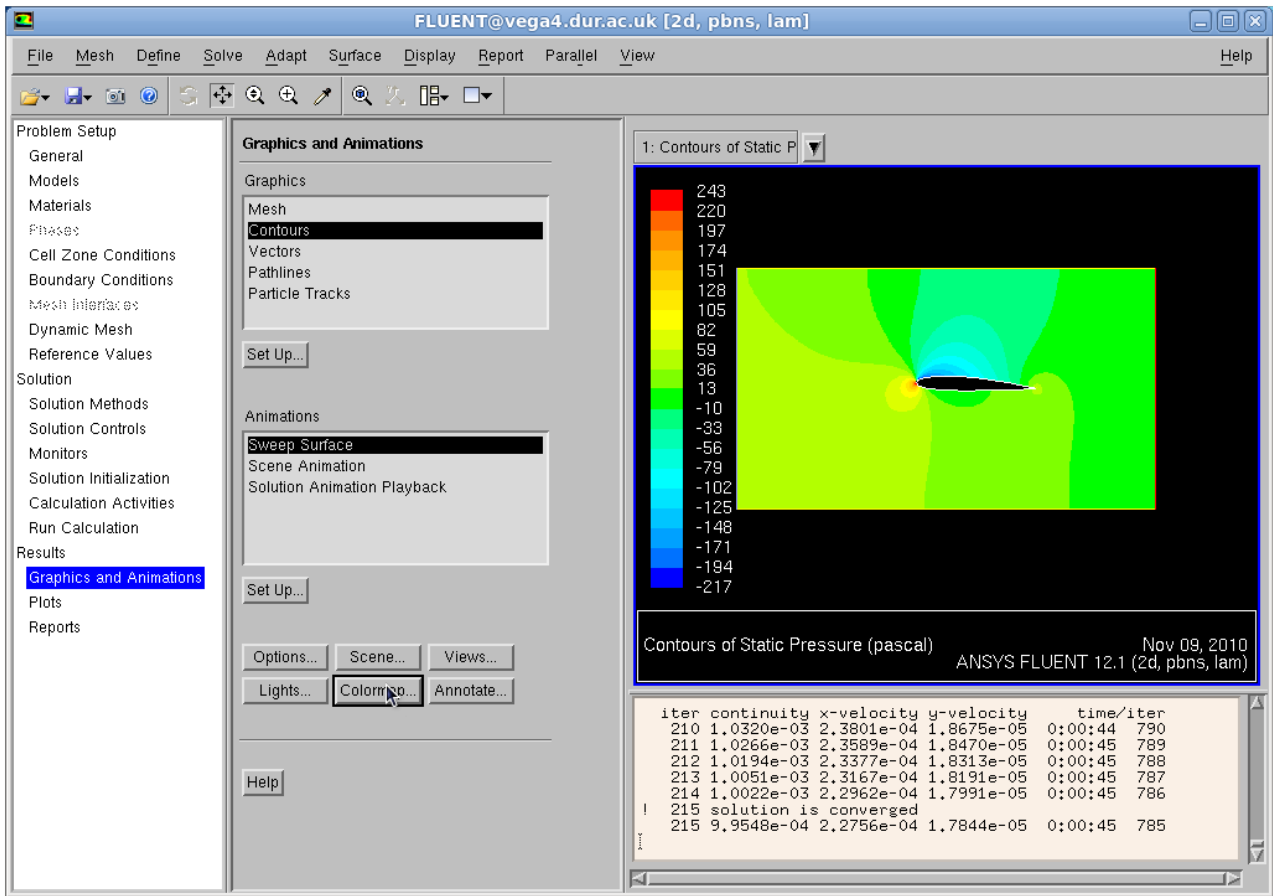 FLUENT@vega4.dur.ac.uk [2d, pbns, lam]
File Mesh Define Solve Adapt Surface Display Report Parallel View Help
Problem Setup
General
Models
Materials
Phases
Cell Zone Conditions
Boundary Conditions
Mesh Interfaces
Dynamic Mesh
Reference Values
Solution
Solution Methods
Solution Controls
Monitors
Solution Initialization
Calculation Activities
Run Calculation
Results
Graphics and Animations
Plots
Reports
Graphics and Animations
Graphics
Mesh
Contours
Vectors
Pathlines
Particle Tracks
Set Up...
Animations
Sweep Surface
Scene Animation
Solution Animation Playback
Set Up...
Options... Scene... Views...
Lights... Colormap... Annotate...
Help
1: Contours of Static P
243
220
197
174
151
128
105
82
59
36
13
-10
-33
-56
-79
-102
-125
-148
-171
-194
-217
Contours of Static Pressure (pascal) Nov 09, 2010
ANSYS FLUENT 12.1 (2d, pbns, lam)
iter continuity x-velocity y-velocity time/iter
210 1.0320e-03 2.3801e-04 1.8675e-05 0:00:44 790
211 1.0266e-03 2.3589e-04 1.8470e-05 0:00:45 789
212 1.0194e-03 2.3377e-04 1.8313e-05 0:00:45 788
213 1.0051e-03 2.3167e-04 1.8191e-05 0:00:45 787
214 1.0022e-03 2.2962e-04 1.7991e-05 0:00:45 786
! 215 solution is converged
215 9.9548e-04 2.2756e-04 1.7844e-05 0:00:45 785